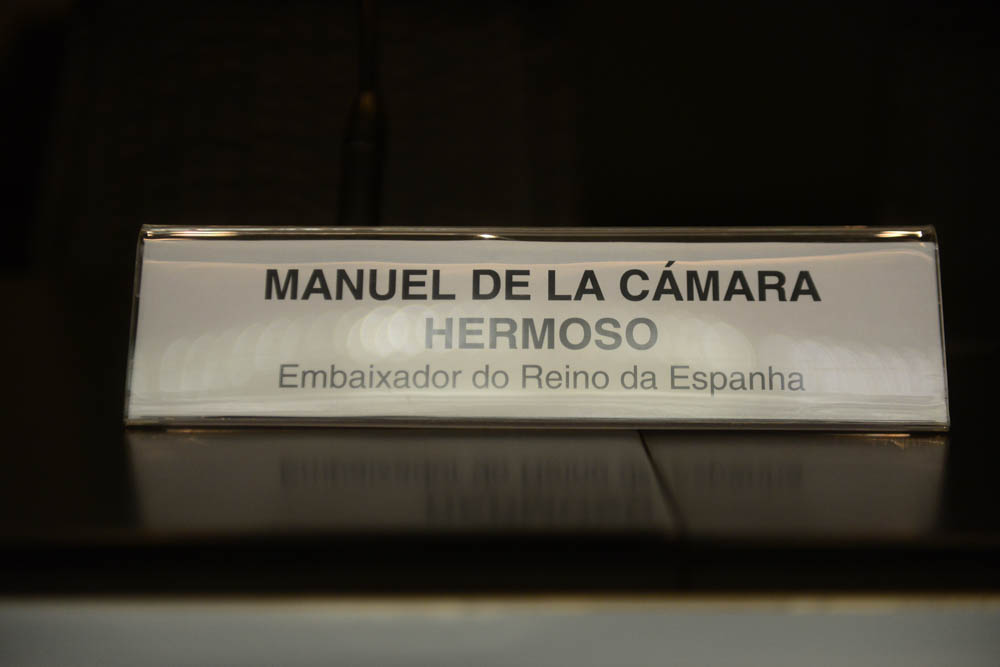 MANUEL DE LA CÁMARA
HERMOSO
Embaixador do Reino da Espanha